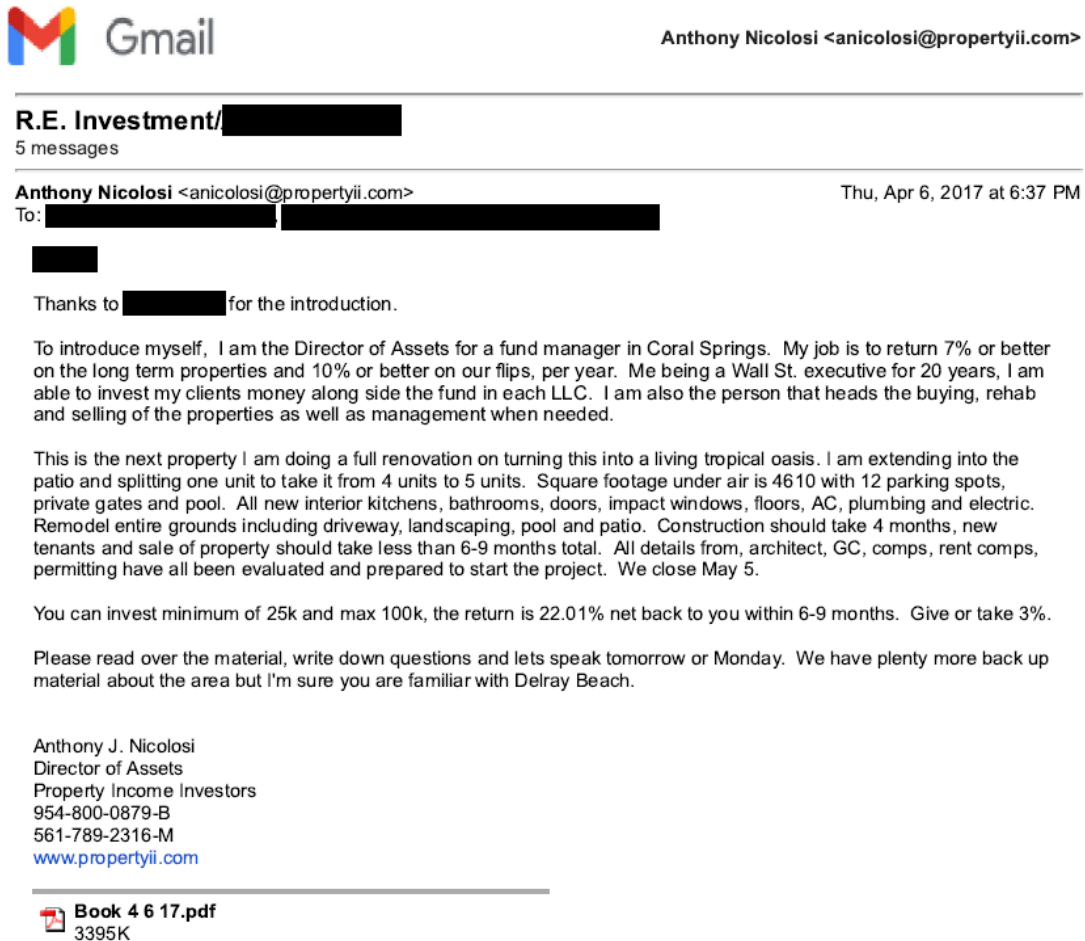 Gmail
Anthony Nicolosi <anicolosi@propertyii.com>
R.E. Investment/
5 messages
Anthony Nicolosi <anicolosi@propertyii.com>
Thu, Apr 6, 2017 at 6:37 PM
To: ,
Thanks to for the introduction.
To introduce myself, I am the Director of Assets for a fund manager in Coral Springs. My job is to return 7% or better
on the long term properties and 10% or better on our flips, per year. Me being a Wall St. executive for 20 years, I am
able to invest my clients money along side the fund in each LLC. I am also the person that heads the buying, rehab
and selling of the properties as well as management when needed.
This is the next property I am doing a full renovation on turning this into a living tropical oasis. I am extending into the
patio and splitting one unit to take it from 4 units to 5 units. Square footage under air is 4610 with 12 parking spots,
private gates and pool. All new interior kitchens, bathrooms, doors, impact windows, floors, AC, plumbing and electric.
Remodel entire grounds including driveway, landscaping, pool and patio. Construction should take 4 months, new
tenants and sale of property should take less than 6-9 months total. All details from, architect, GC, comps, rent comps,
permitting have all been evaluated and prepared to start the project. We close May 5.
You can invest minimum of 25k and max 100k, the return is 22.01% net back to you within 6-9 months. Give or take 3%.
Please read over the material, write down questions and lets speak tomorrow or Monday. We have plenty more back up
material about the area but I'm sure you are familiar with Delray Beach.
Anthony J. Nicolosi
Director of Assets
Property Income Investors
954-800-0879-B
561-789-2316-M
www.propertyii.com
Book 4 6 17.pdf
3395K